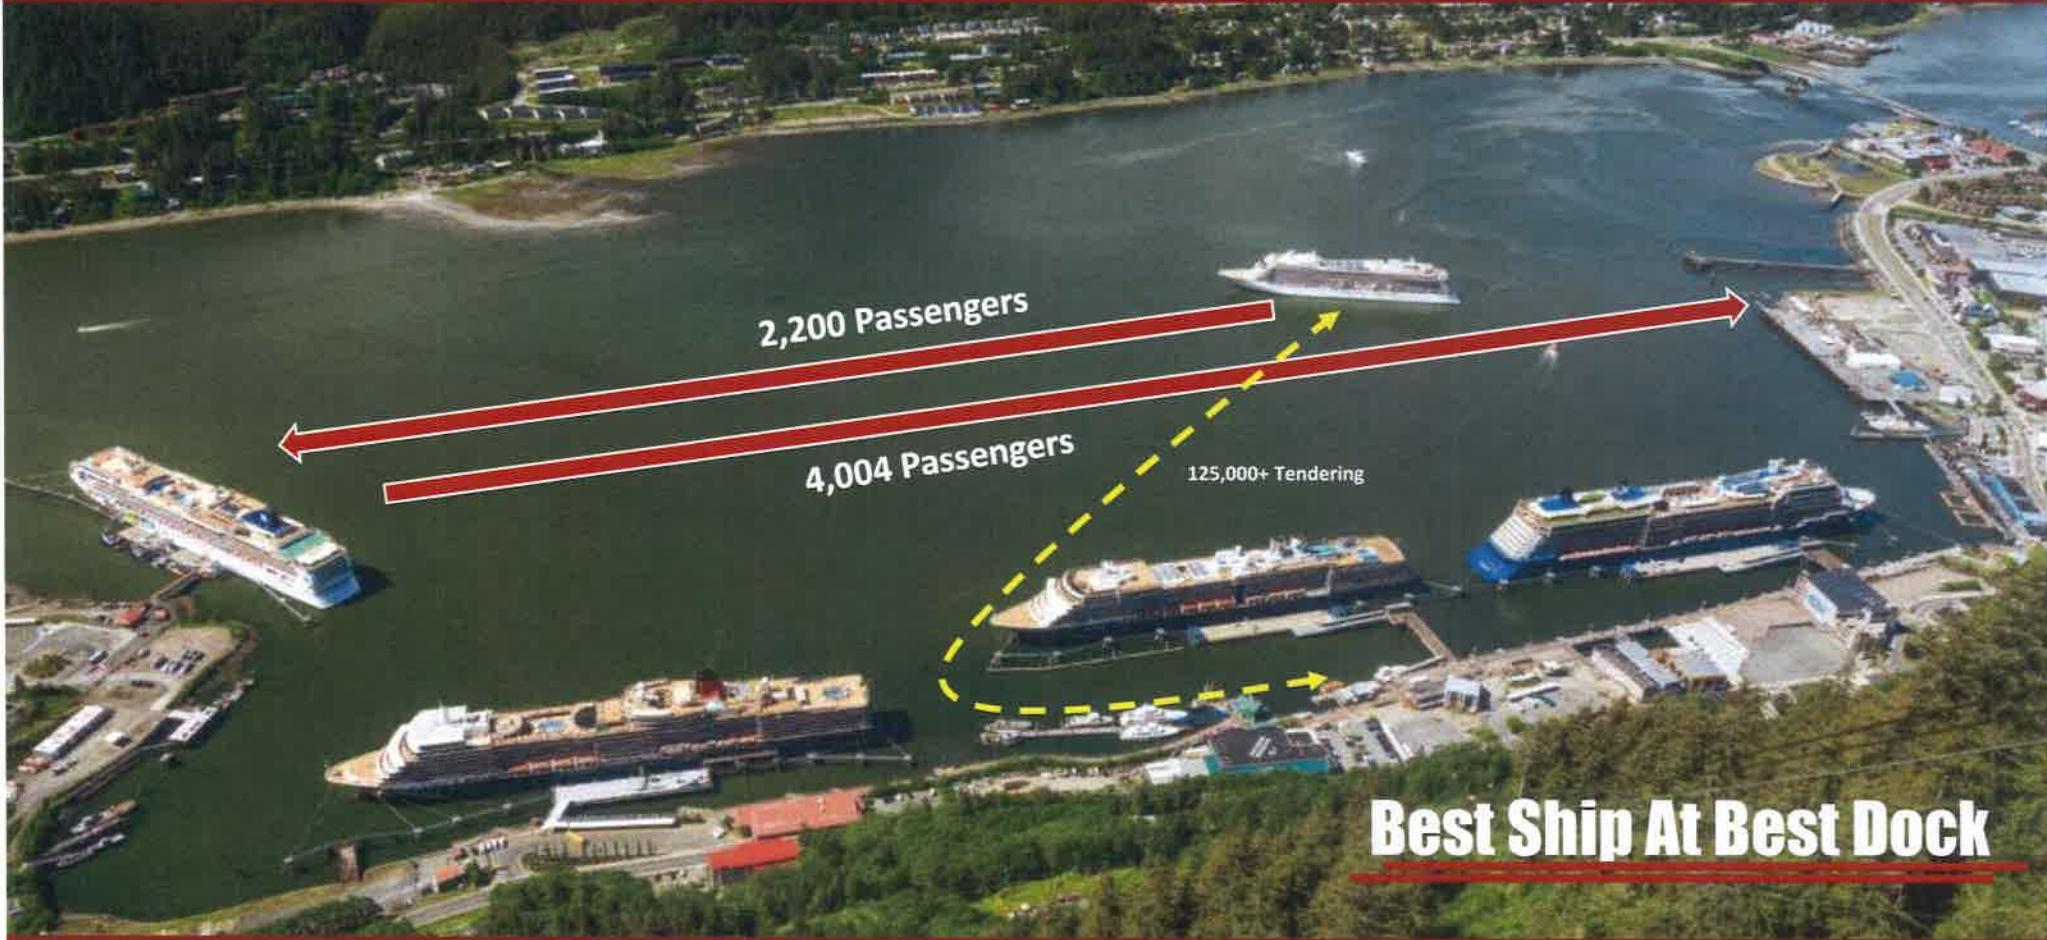 2,200 Passengers
4,004 Passengers
125,000+ Tendering
Best Ship At Best Dock